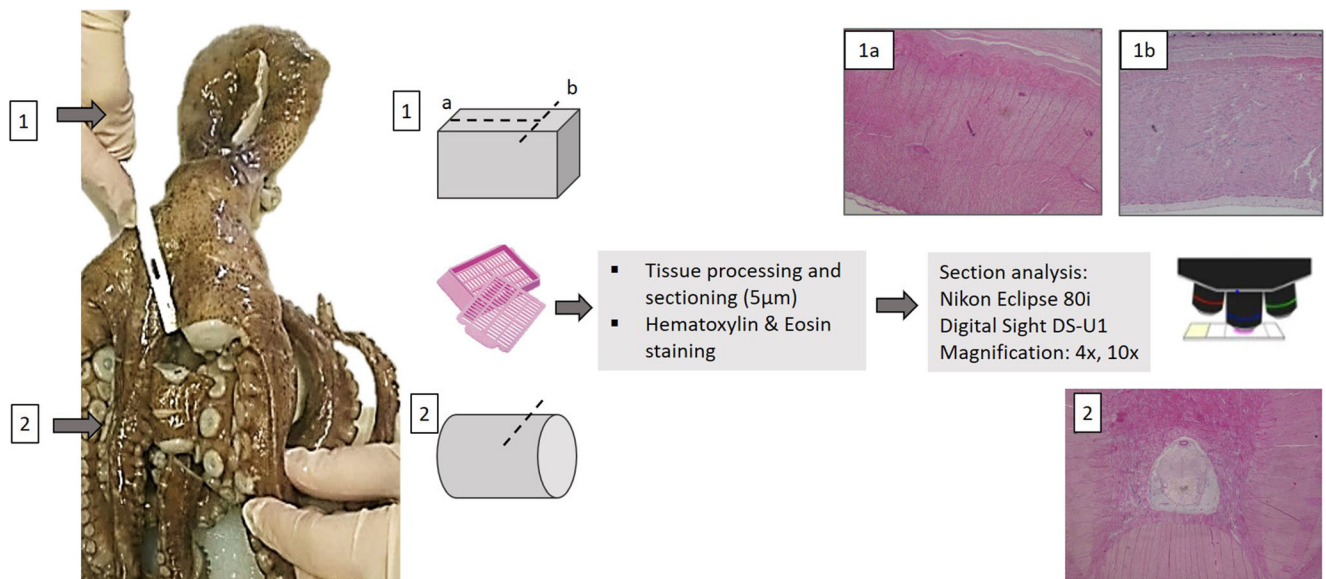 1
2
1
a
b
2
▪ Tissue processing and
sectioning (5μm)
▪ Hematoxylin & Eosin
staining
Section analysis:
Nikon Eclipse 80i
Digital Sight DS-U1
Magnification: 4x, 10x
1a
1b
2